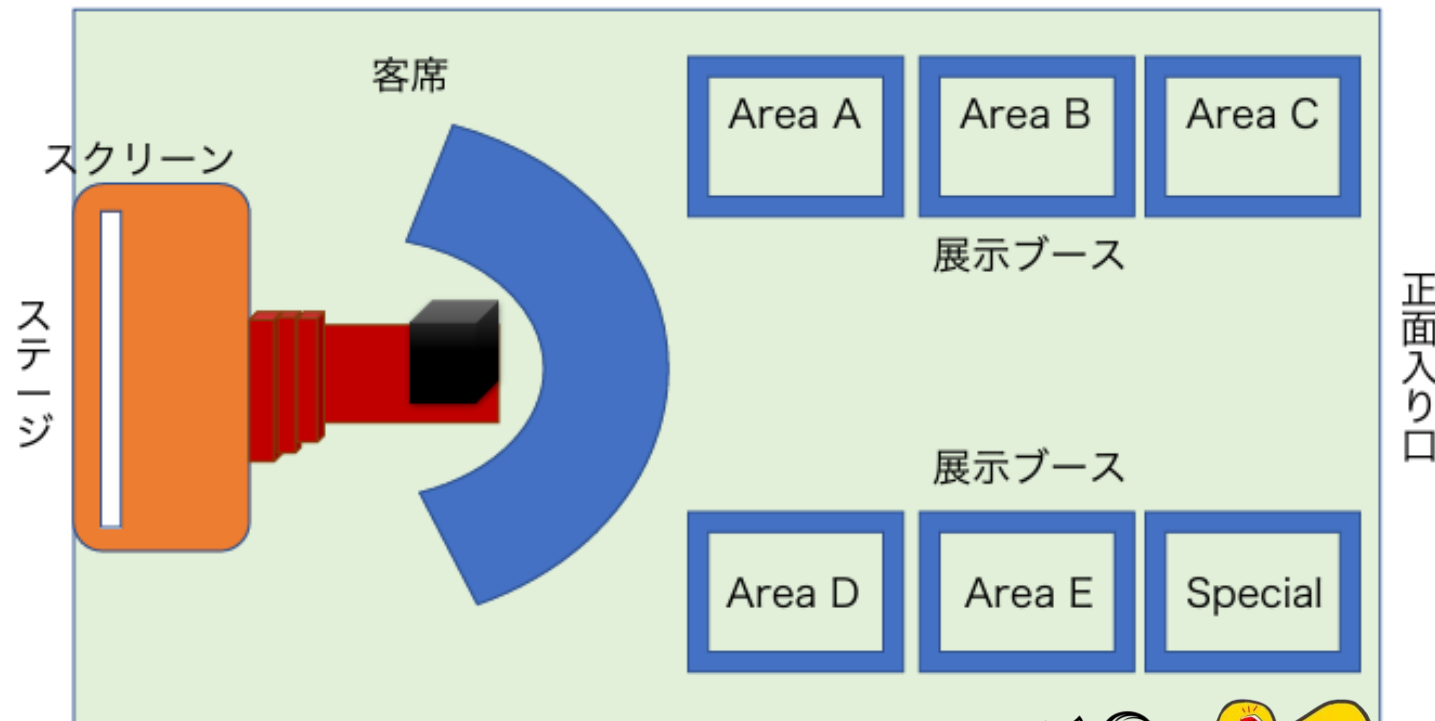 客席
Area A
Area B
Area C
スクリーン
展示ブース
ステージ
正面入り口
展示ブース
Area D
Area E
Special